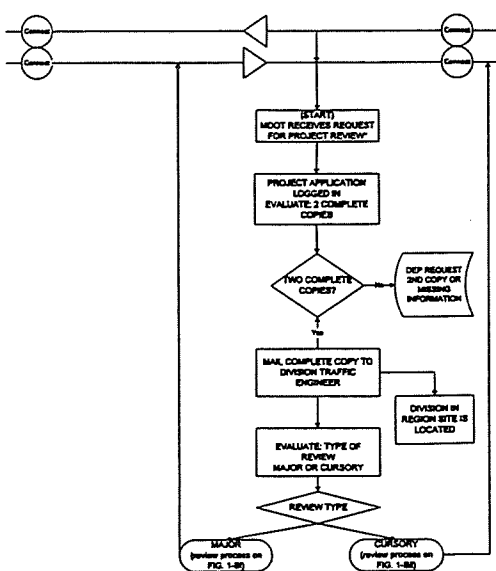 Connect
Connect
Connect
Connect
(START)
MDOT RECEIVES REQUEST
FOR PROJECT REVIEW*
PROJECT APPLICATION
LOGGED IN
EVALUATE: 2 COMPLETE
COPIES
TWO COMPLETE
COPIES?
No
DEP REQUEST
2ND COPY OR
MISSING
INFORMATION
Yes
MAIL COMPLETE COPY TO
DIVISION TRAFFIC
ENGINEER
DIVISION IN
REGION SITE IS
LOCATED
EVALUATE: TYPE OF
REVIEW
MAJOR OR CURSORY
REVIEW TYPE
MAJOR
(review process on
CURSORY
(review process on